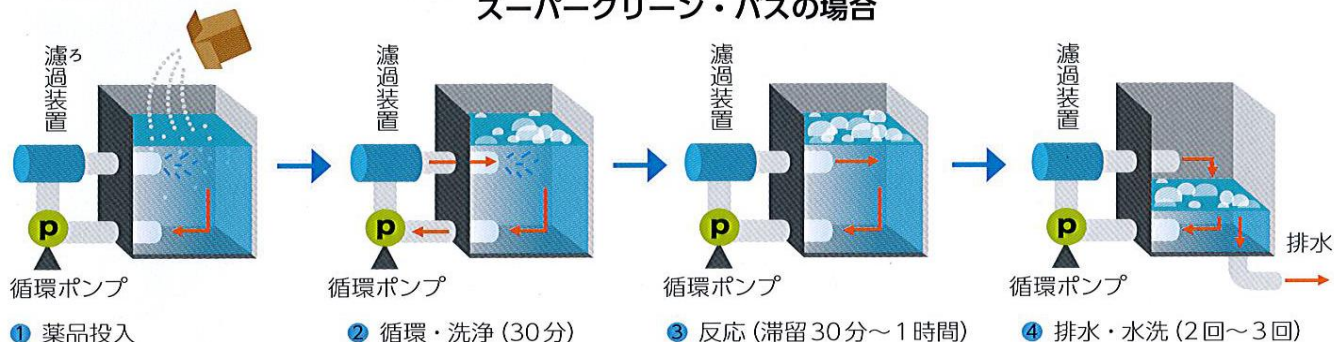 スーパークリーン・バスの場合
濾ろ過装置
p
循環ポンプ
① 薬品投入
濾過装置
p
循環ポンプ
② 循環・洗浄（30分）
濾過装置
p
循環ポンプ
③ 反応（滞留30分～1時間）
濾過装置
p
循環ポンプ
排水
④ 排水・水洗（2回～3回）